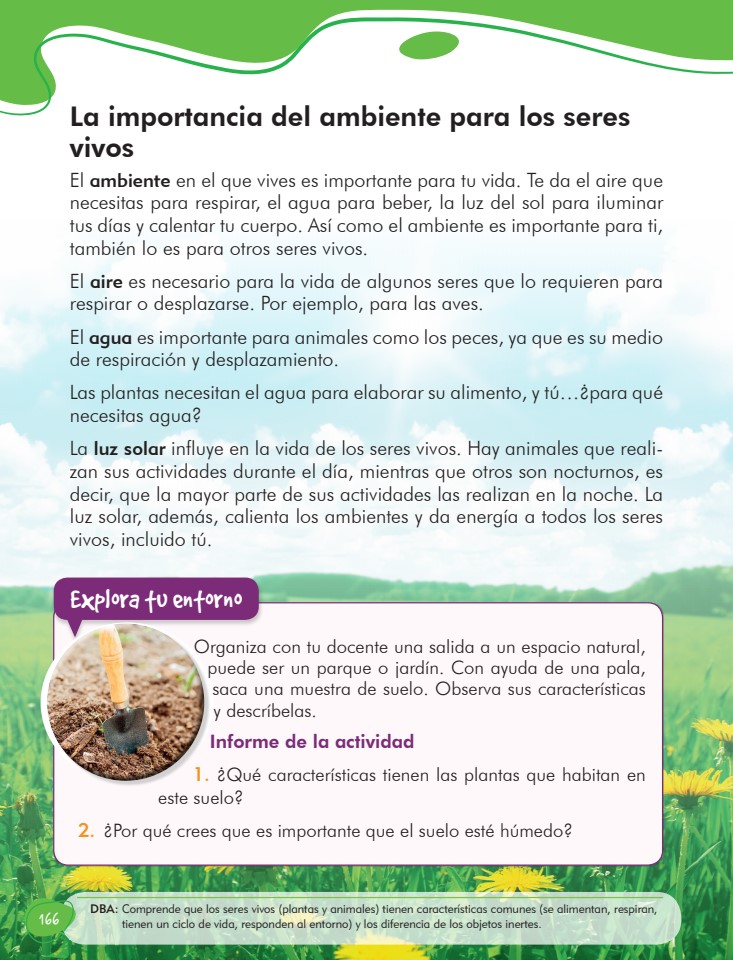 La importancia del ambiente para los seres
vivos
El ambiente en el que vives es importante para tu vida. Te da el aire que
necesitas para respirar, el agua para beber, la luz del sol para iluminar
tus días y calentar tu cuerpo. Así como el ambiente es importante para ti,
también lo es para otros seres vivos.
El aire es necesario para la vida de algunos seres que lo requieren para
respirar o desplazarse. Por ejemplo, para las aves.
El agua es importante para animales como los peces, ya que es su medio
de respiración y desplazamiento.
Las plantas necesitan el agua para elaborar su alimento, y tú…¿para qué
necesitas agua?
La luz solar influye en la vida de los seres vivos. Hay animales que reali-
zan sus actividades durante el día, mientras que otros son nocturnos, es
decir, que la mayor parte de sus actividades las realizan en la noche. La
luz solar, además, calienta los ambientes y da energía a todos los seres
vivos, incluido tú.
Explora tu entorno
Organiza con tu docente una salida a un espacio natural,
puede ser un parque o jardín. Con ayuda de una pala,
saca una muestra de suelo. Observa sus características
y descríbelas.
Informe de la actividad
1. ¿Qué características tienen las plantas que habitan en
este suelo?
2. ¿Por qué crees que es importante que el suelo esté húmedo?
166
DBA: Comprende que los seres vivos (plantas y animales) tienen características comunes (se alimentan, respiran,
tienen un ciclo de vida, responden al entorno) y los diferencia de los objetos inertes.